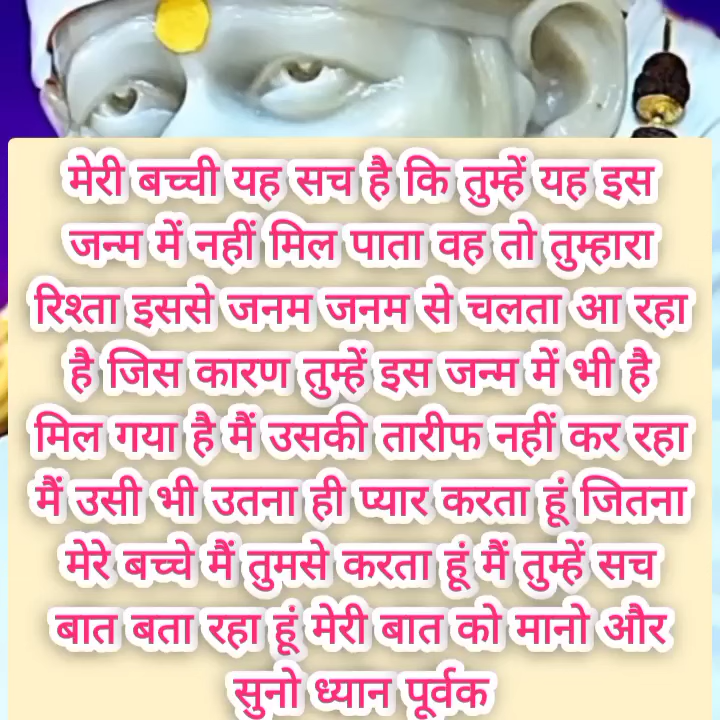 मेरी बच्ची यह सच है कि तुम्हें यह इस
जन्म में नहीं मिल पाता वह तो तुम्हारा
रिश्ता इससे जनम जनम से चलता आ रहा
है जिस कारण तुम्हें इस जन्म में भी है
मिल गया है मैं उसकी तारीफ नहीं कर रहा
मैं उसी भी उतना ही प्यार करता हूं जितना
मेरे बच्चे मैं तुमसे करता हूं मैं तुम्हें सच
बात बता रहा हूं मेरी बात को मानो और
सुनो ध्यान पूर्वक